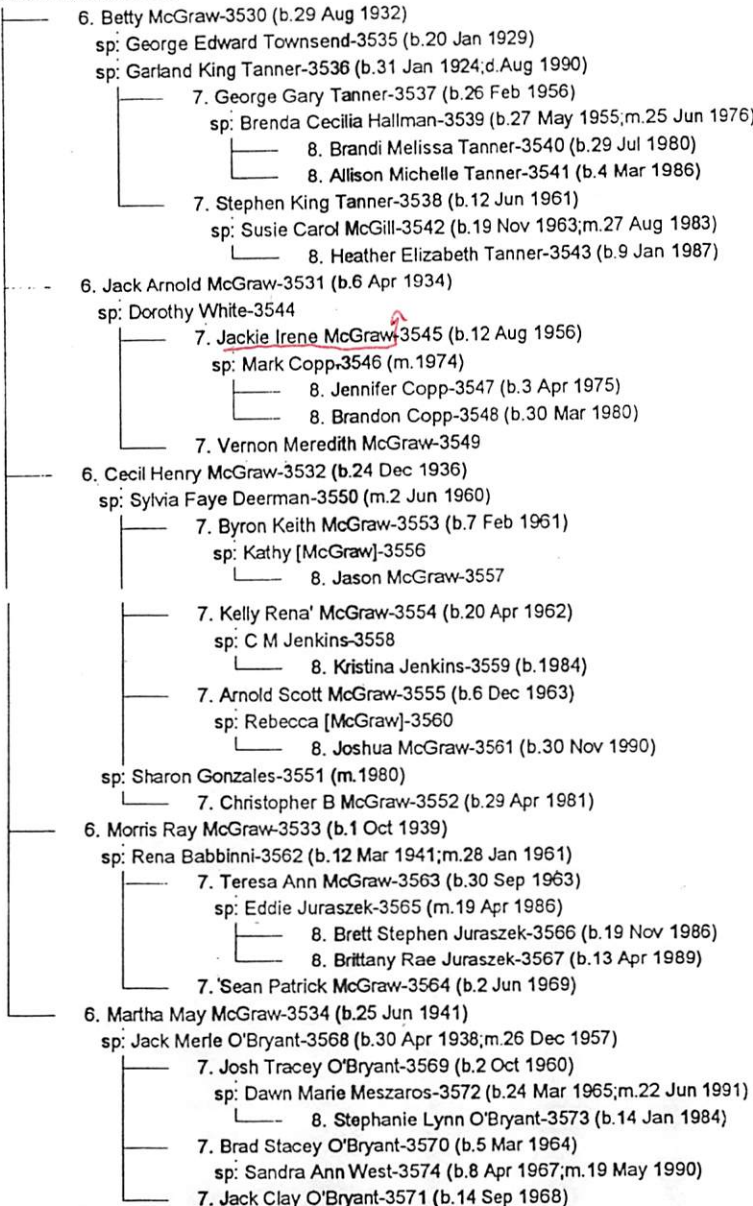 6. Betty McGraw-3530 (b.29 Aug 1932)
sp: George Edward Townsend-3535 (b.20 Jan 1929)
sp: Garland King Tanner-3536 (b.31 Jan 1924;d.Aug 1990)
7. George Gary Tanner-3537 (b.26 Feb 1956)
sp: Brenda Cecilia Hallman-3539 (b.27 May 1955;m.25 Jun 1976)
8. Brandi Melissa Tanner-3540 (b.29 Jul 1980)
8. Allison Michelle Tanner-3541 (b.4 Mar 1986)
7. Stephen King Tanner-3538 (b.12 Jun 1961)
sp: Susie Carol McGill-3542 (b.19 Nov 1963;m.27 Aug 1983)
8. Heather Elizabeth Tanner-3543 (b.9 Jan 1987)
6. Jack Arnold McGraw-3531 (b.6 Apr 1934)
sp: Dorothy White-3544
7. Jackie Irene McGraw-3545 (b.12 Aug 1956)
sp: Mark Copp-3546 (m.1974)
8. Jennifer Copp-3547 (b.3 Apr 1975)
8. Brandon Copp-3548 (b.30 Mar 1980)
7. Vernon Meredith McGraw-3549
6. Cecil Henry McGraw-3532 (b.24 Dec 1936)
sp: Sylvia Faye Deerman-3550 (m.2 Jun 1960)
7. Byron Keith McGraw-3553 (b.7 Feb 1961)
sp: Kathy [McGraw]-3556
8. Jason McGraw-3557
7. Kelly Rena' McGraw-3554 (b.20 Apr 1962)
sp: C M Jenkins-3558
8. Kristina Jenkins-3559 (b.1984)
7. Arnold Scott McGraw-3555 (b.6 Dec 1963)
sp: Rebecca [McGraw]-3560
8. Joshua McGraw-3561 (b.30 Nov 1990)
sp: Sharon Gonzales-3551 (m.1980)
7. Christopher B McGraw-3552 (b.29 Apr 1981)
6. Morris Ray McGraw-3533 (b.1 Oct 1939)
sp: Rena Babbinni-3562 (b.12 Mar 1941;m.28 Jan 1961)
7. Teresa Ann McGraw-3563 (b.30 Sep 1963)
sp: Eddie Juraszek-3565 (m.19 Apr 1986)
8. Brett Stephen Juraszek-3566 (b.19 Nov 1986)
8. Brittany Rae Juraszek-3567 (b.13 Apr 1989)
7. Sean Patrick McGraw-3564 (b.2 Jun 1969)
6. Martha May McGraw-3534 (b.25 Jun 1941)
sp: Jack Merle O'Bryant-3568 (b.30 Apr 1938;m.26 Dec 1957)
7. Josh Tracey O'Bryant-3569 (b.2 Oct 1960)
sp: Dawn Marie Meszaros-3572 (b.24 Mar 1965;m.22 Jun 1991)
8. Stephanie Lynn O'Bryant-3573 (b.14 Jan 1984)
7. Brad Stacey O'Bryant-3570 (b.5 Mar 1964)
sp: Sandra Ann West-3574 (b.8 Apr 1967;m.19 May 1990)
7. Jack Clay O'Bryant-3571 (b.14 Sep 1968)